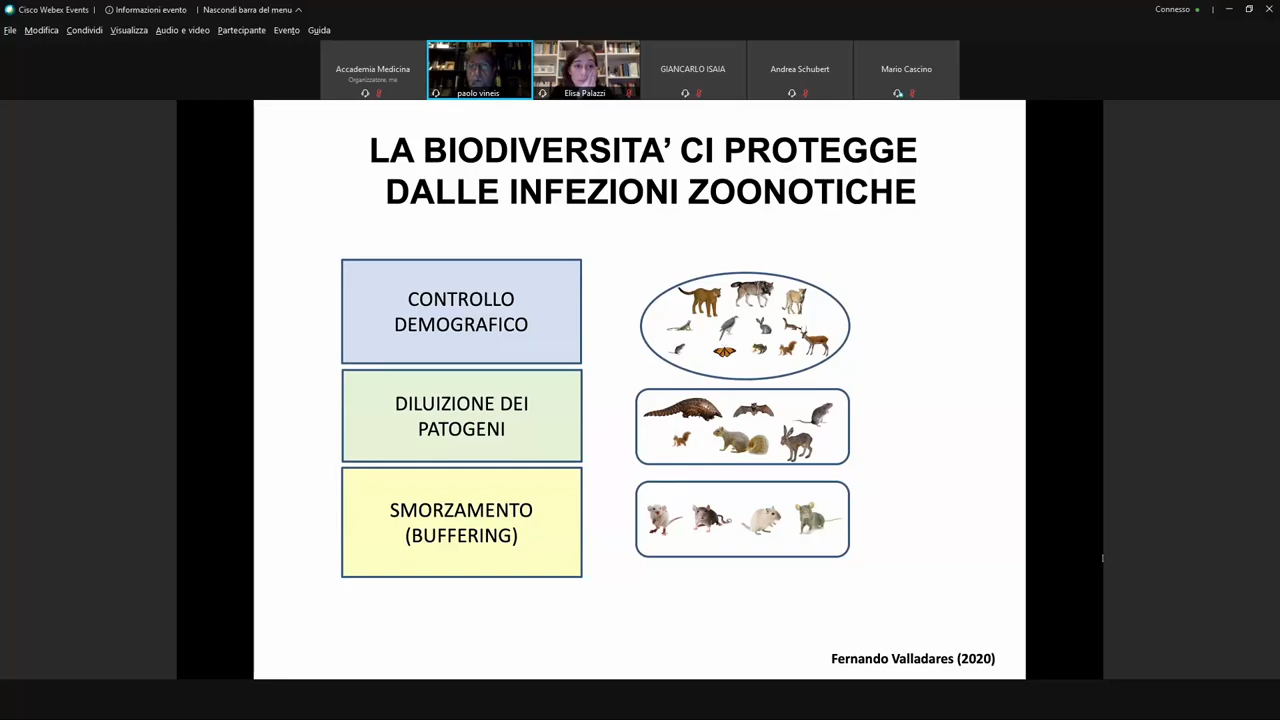 Cisco Webex Events
Informazioni evento
Nascondi barra del menu
Connesso
File Modifica Condividi Visualizza Audio e video Partecipante Evento Guida
Accademia Medicina
Organizzatore, me
paolo vineis
Elisa Palazzi
GIANCARLO ISAIA
Andrea Schubert
Mario Cascino
LA BIODIVERSITA’ CI PROTEGGE
DALLE INFEZIONI ZOONOTICHE
CONTROLLO
DEMOGRAFICO
DILUIZIONE DEI
PATOGENI
SMORZAMENTO
(BUFFERING)
Fernando Valladares (2020)